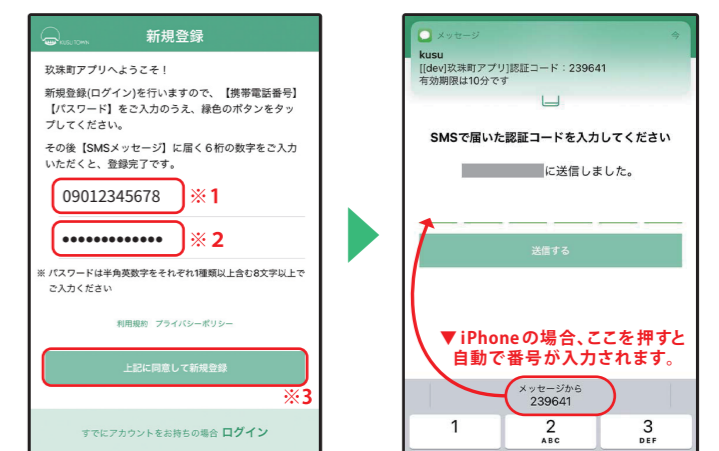 KUSU-TOWN
新規登録
玖珠町アプリへようこそ！
新規登録(ログイン)を行いますので、【携帯電話番号】
【パスワード】をご入力のうえ、緑色のボタンをタッ
プしてください。
その後【SMSメッセージ】に届く６桁の数字をご入力
いただくと、登録完了です。
09012345678 ※1
●●●●●●●●●●●●● ※2
※ パスワードは半角英数字をそれぞれ1種類以上含む8文字以上で
ご入力ください
利用規約 プライバシーポリシー
上記に同意して新規登録
※3
すでにアカウントをお持ちの場合 ログイン
メッセージ 今
kusu
[[dev]玖珠町アプリ]認証コード：239641
有効期限は10分です
SMSで届いた認証コードを入力してください
に送信しました。
送信する
▼iPhoneの場合、ここを押すと
自動で番号が入力されます。
メッセージから
239641
1 2 3
ABC DEF